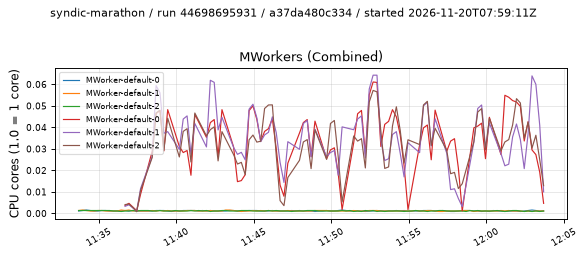 syndic-marathon / run 44698695931 / a37da480c334 / started 2026-11-20T07:59:11Z
MWorkers (Combined)
CPU cores (1.0 = 1 core)
0.06
0.05
0.04
0.03
0.02
0.01
0.00
MWorker-default-0
MWorker-default-1
MWorker-default-2
MWorker-default-0
MWorker-default-1
MWorker-default-2
11:35
11:40
11:45
11:50
11:55
12:00
12:05